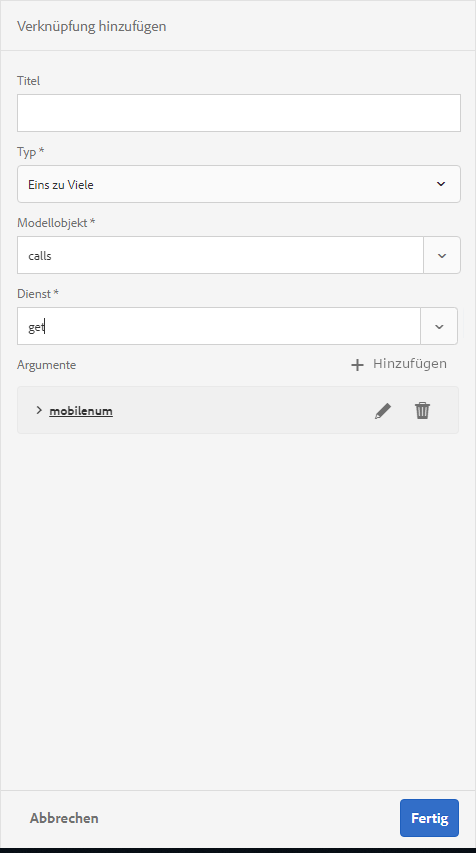 Verknüpfung hinzufügen
Titel
Typ *
Eins zu Viele
Modellobjekt *
calls
Dienst *
get
Argumente
Hinzufügen
mobilenum
Abbrechen
Fertig